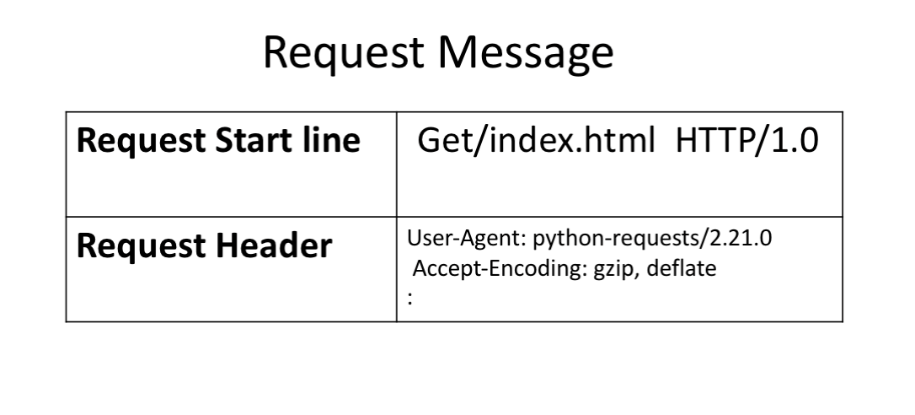 Request Message
Request Start line
Get/index.html HTTP/1.0
Request Header
User-Agent: python-requests/2.21.0
Accept-Encoding: gzip, deflate
: